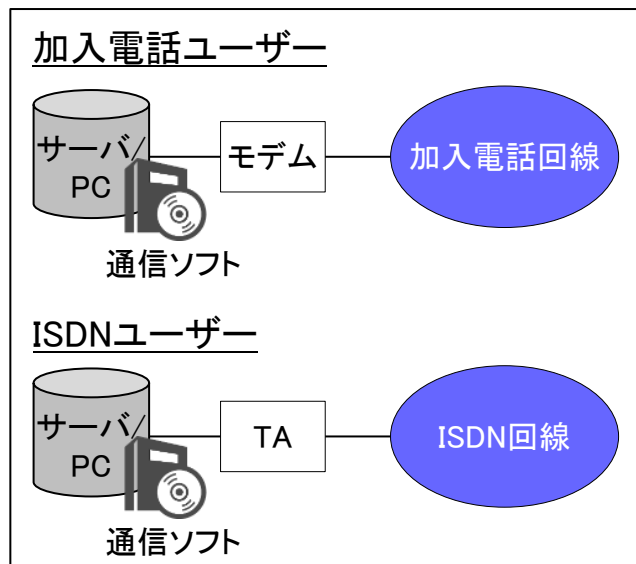 加入電話ユーザー
サーバ/
PC
モデム
加入電話回線
通信ソフト
ISDNユーザー
サーバ/
PC
TA
ISDN回線
通信ソフト